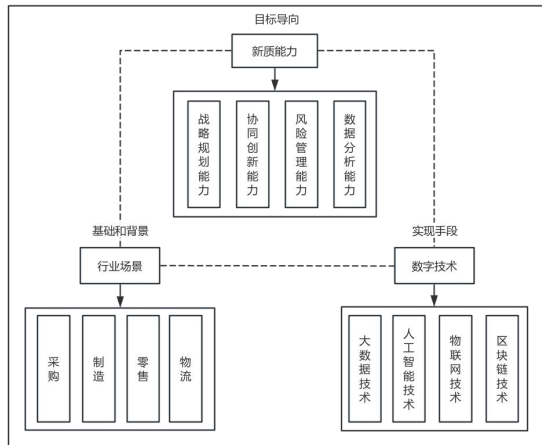 目标导向
新质能力
战略规划能力
协同创新能力
风险管理能力
数据分析能力
基础和背景
实现手段
行业场景
数字技术
采购
制造
零售
物流
大数据技术
人工智能技术
物联网技术
区块链技术